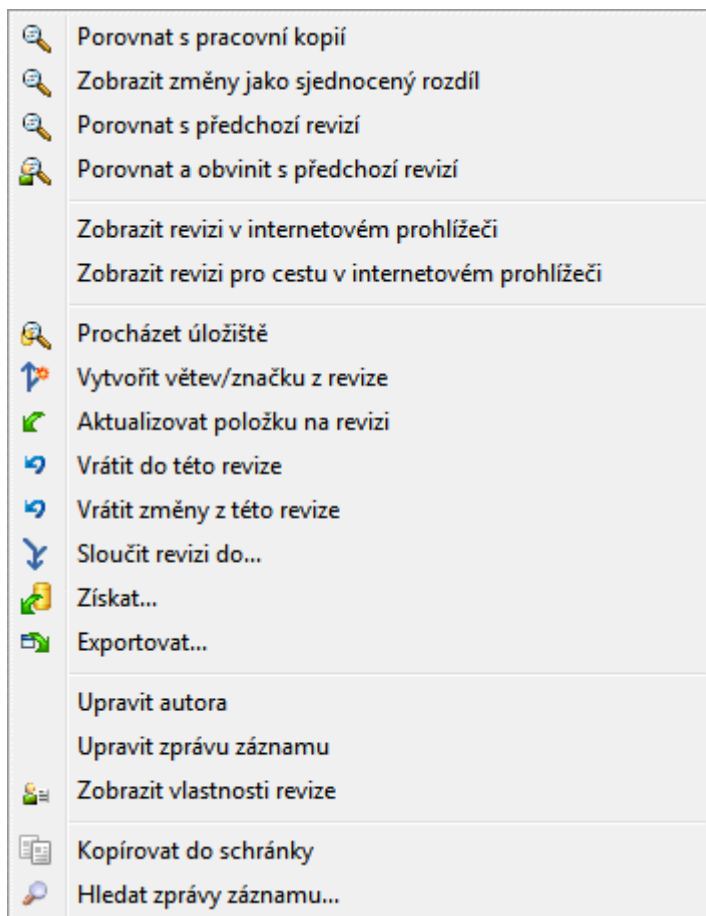 Porovnat s pracovní kopií
Zobrazit změny jako sjednocený rozdíl
Porovnat s předchozí revizí
Porovnat a obvinit s předchozí revizí
Zobrazit revizi v internetovém prohlížeči
Zobrazit revizi pro cestu v internetovém prohlížeči
Procházet úložiště
Vytvořit větev/značku z revize
Aktualizovat položku na revizi
Vrátit do této revize
Vrátit změny z této revize
Sloučit revizi do...
Získat...
Exportovat...
Upravit autora
Upravit zprávu záznamu
Zobrazit vlastnosti revize
Kopírovat do schránky
Hledat zprávy záznamu...